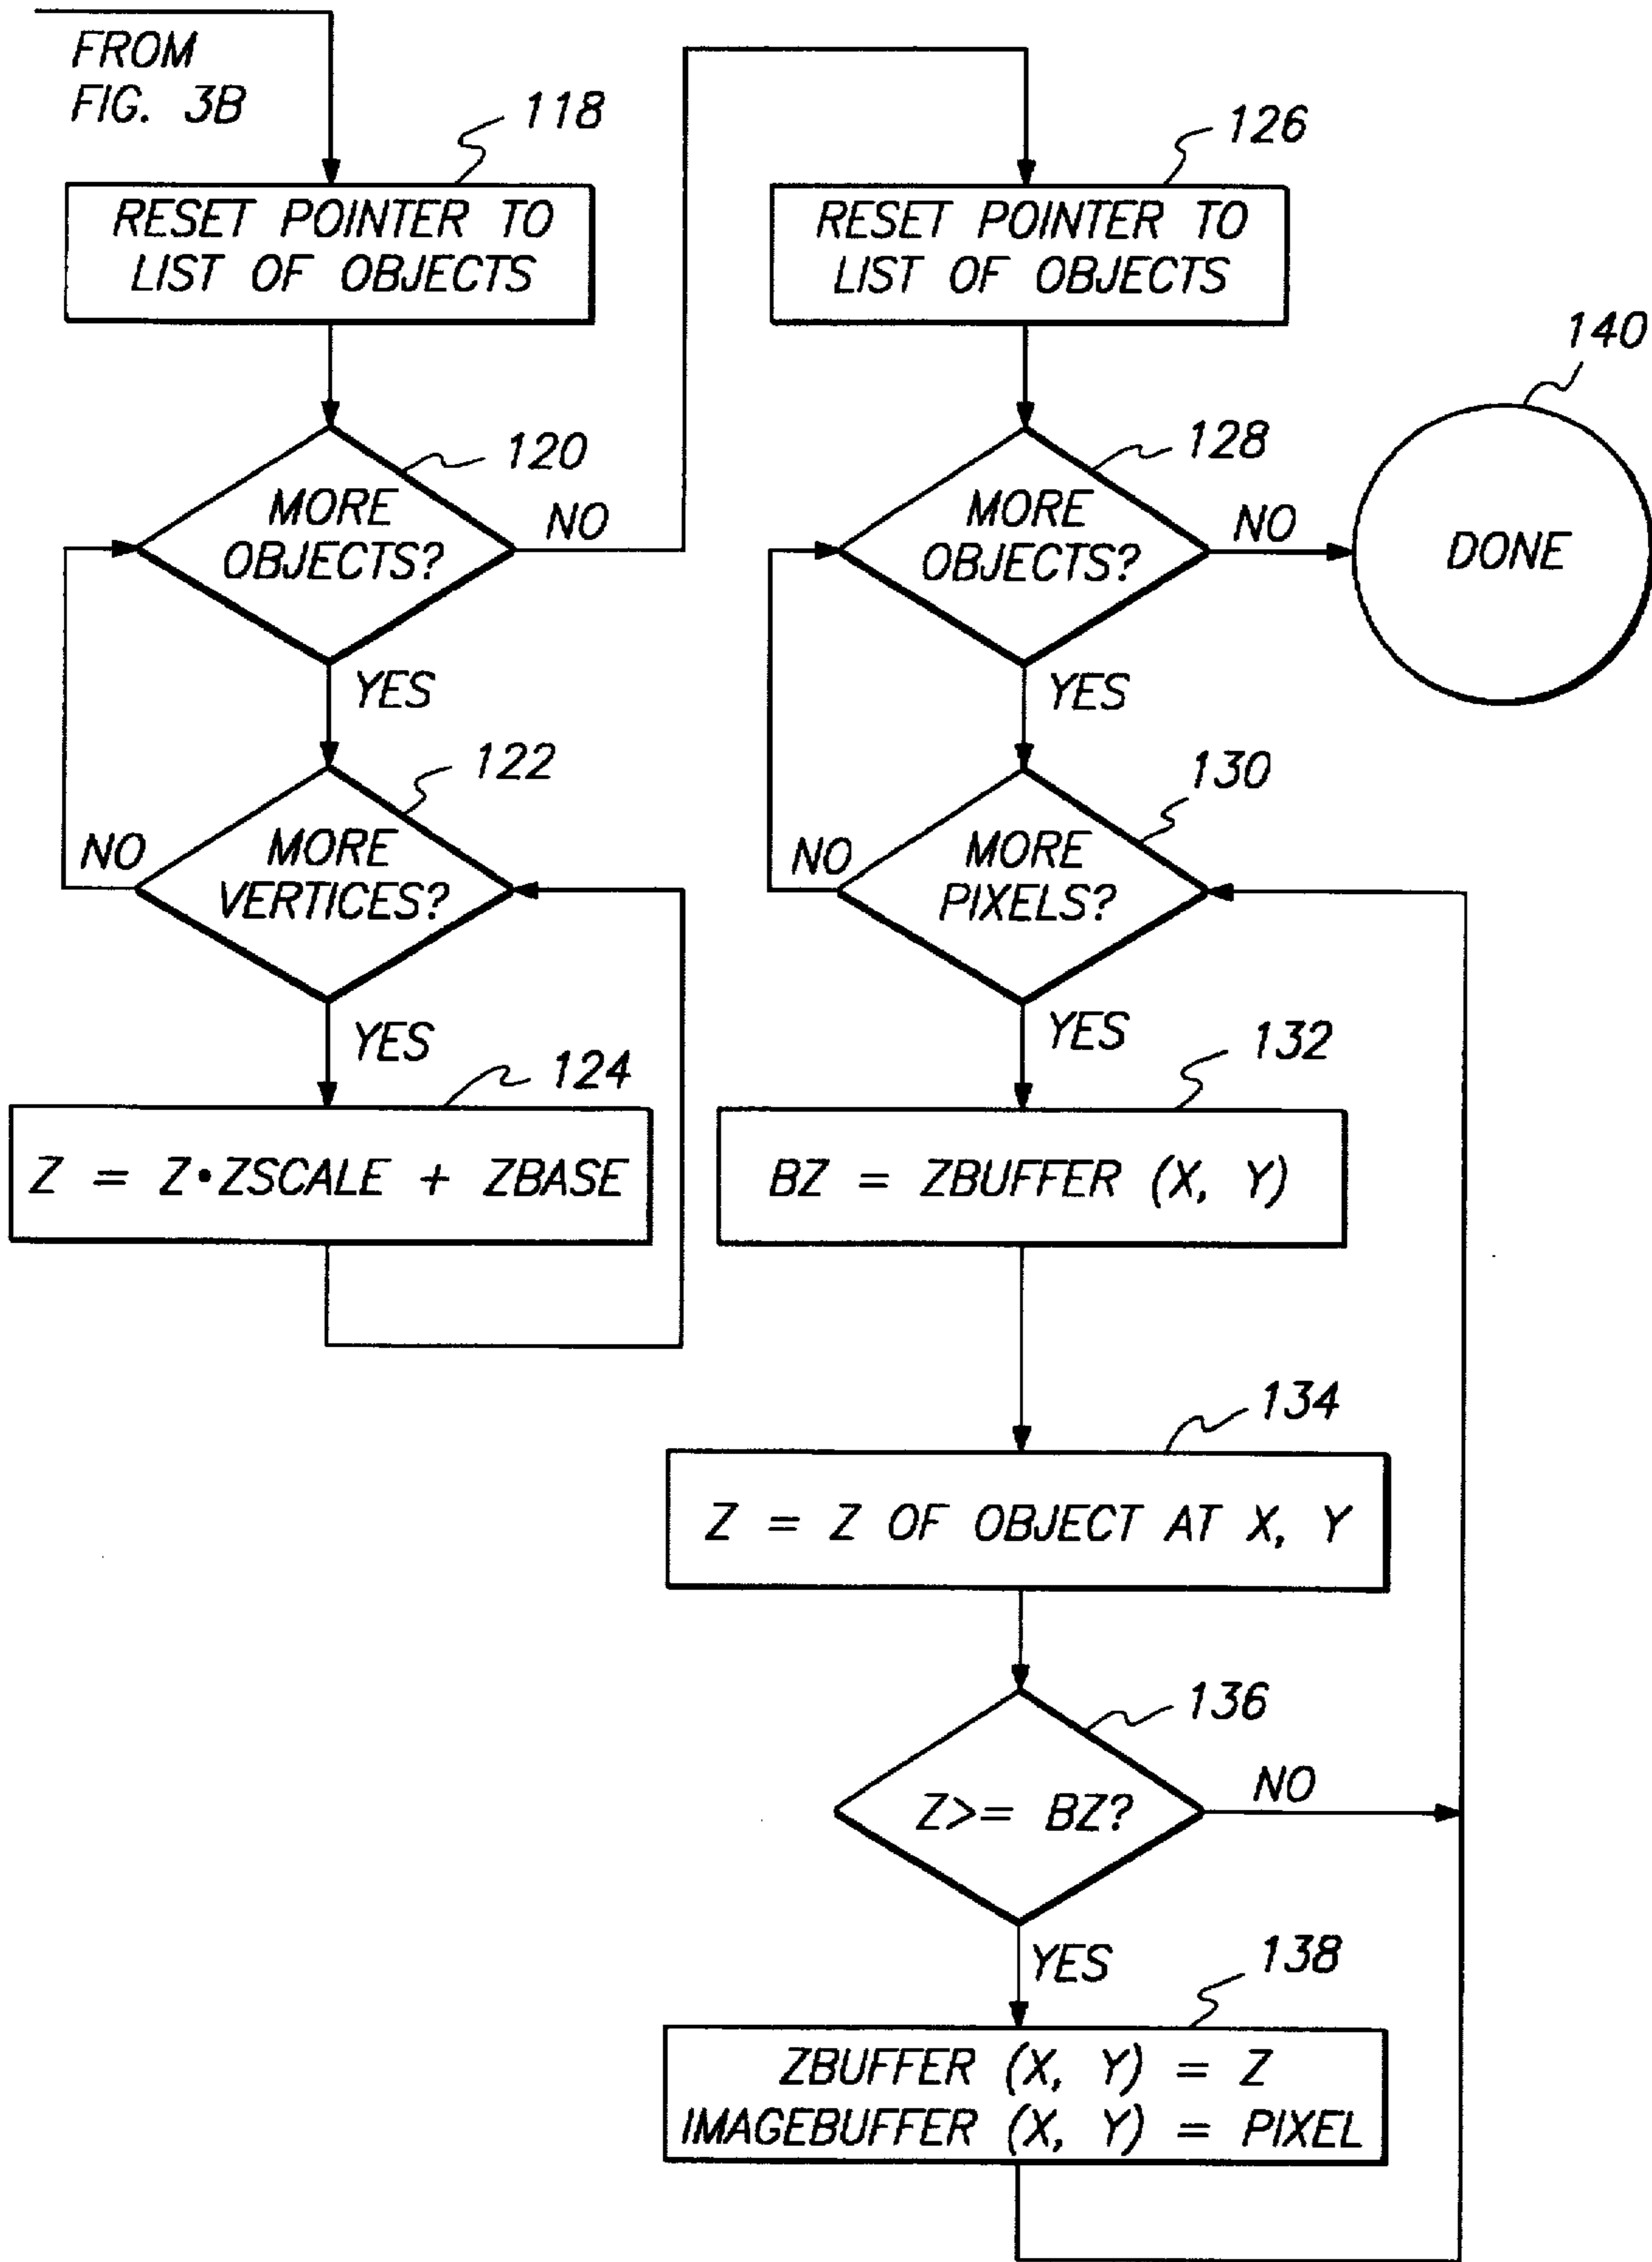 FROM
FIG. 3B
118
RESET POINTER TO
LIST OF OBJECTS
120
MORE
OBJECTS?
NO
YES
122
MORE
VERTICES?
NO
YES
124
Z = Z•ZSCALE + ZBASE
126
RESET POINTER TO
LIST OF OBJECTS
128
MORE
OBJECTS?
NO
140
DONE
YES
130
MORE
PIXELS?
NO
YES
132
BZ = ZBUFFER (X, Y)
134
Z = Z OF OBJECT AT X, Y
136
Z>= BZ?
NO
YES
138
ZBUFFER (X, Y) = Z
IMAGEBUFFER (X, Y) = PIXEL